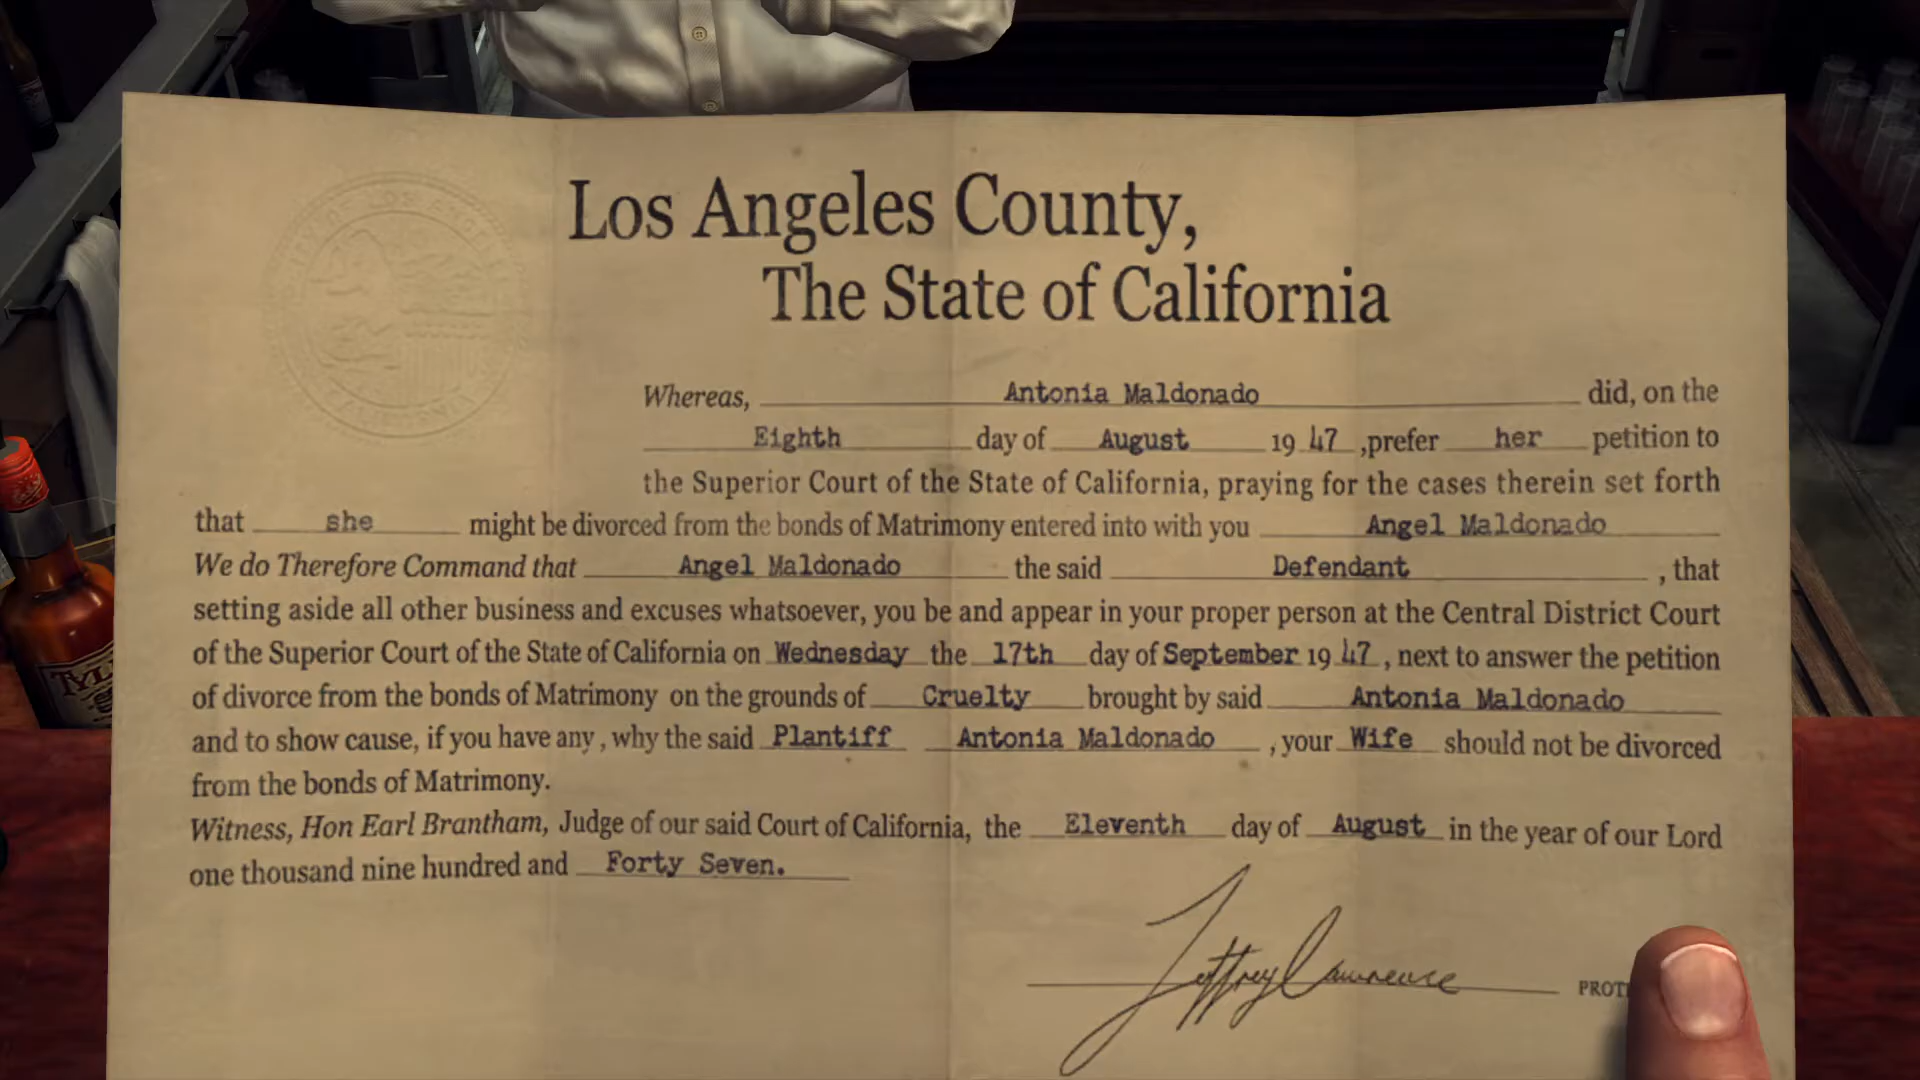 Los Angeles County,
The State of California
Whereas, Antonia Maldonado did, on the
Eighth day of August 19 47 ,prefer her petition to
the Superior Court of the State of California, praying for the cases therein set forth
that she might be divorced from the bonds of Matrimony entered into with you Angel Maldonado
We do Therefore Command that Angel Maldonado the said Defendant , that
setting aside all other business and excuses whatsoever, you be and appear in your proper person at the Central District Court
of the Superior Court of the State of California on Wednesday the 17th day of September 19 47 , next to answer the petition
of divorce from the bonds of Matrimony on the grounds of Cruelty brought by said Antonia Maldonado
and to show cause, if you have any , why the said Plantiff Antonia Maldonado , your Wife should not be divorced
from the bonds of Matrimony.
Witness, Hon Earl Brantham, Judge of our said Court of California, the Eleventh day of August in the year of our Lord
one thousand nine hundred and Forty Seven.
Jeffrey Lawrence